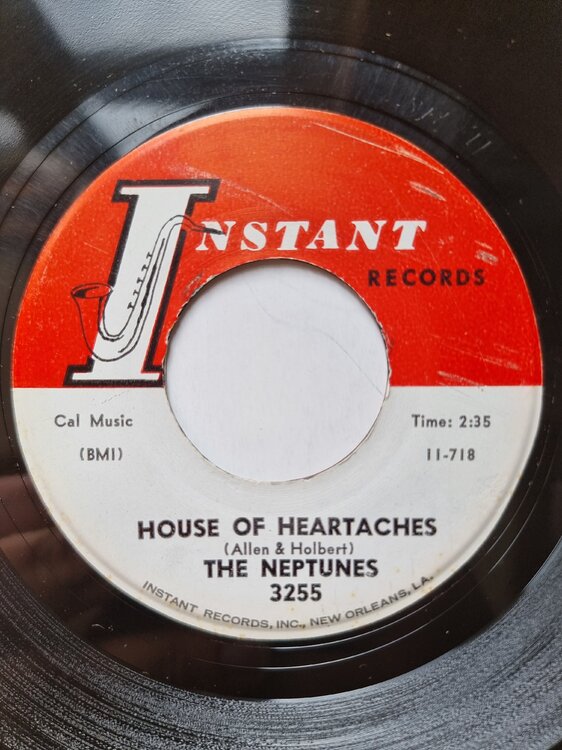 INSTANT
RECORDS
Cal Music
(BMI)
Time: 2:35
11-718
HOUSE OF HEARTACHES
(Allen & Holbert)
THE NEPTUNES
3255
INSTANT RECORDS, INC., NEW ORLEANS, LA.